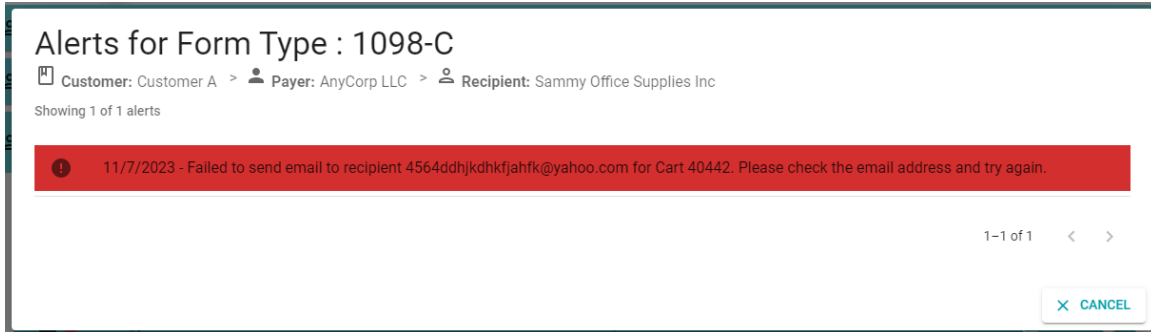 Alerts for Form Type : 1098-C
Customer: Customer A > Payer: AnyCorp LLC > Recipient: Sammy Office Supplies Inc
Showing 1 of 1 alerts
11/7/2023 - Failed to send email to recipient 4564ddhjkdhkfjahfk@yahoo.com for Cart 40442. Please check the email address and try again.
1–1 of 1 < >
× CANCEL